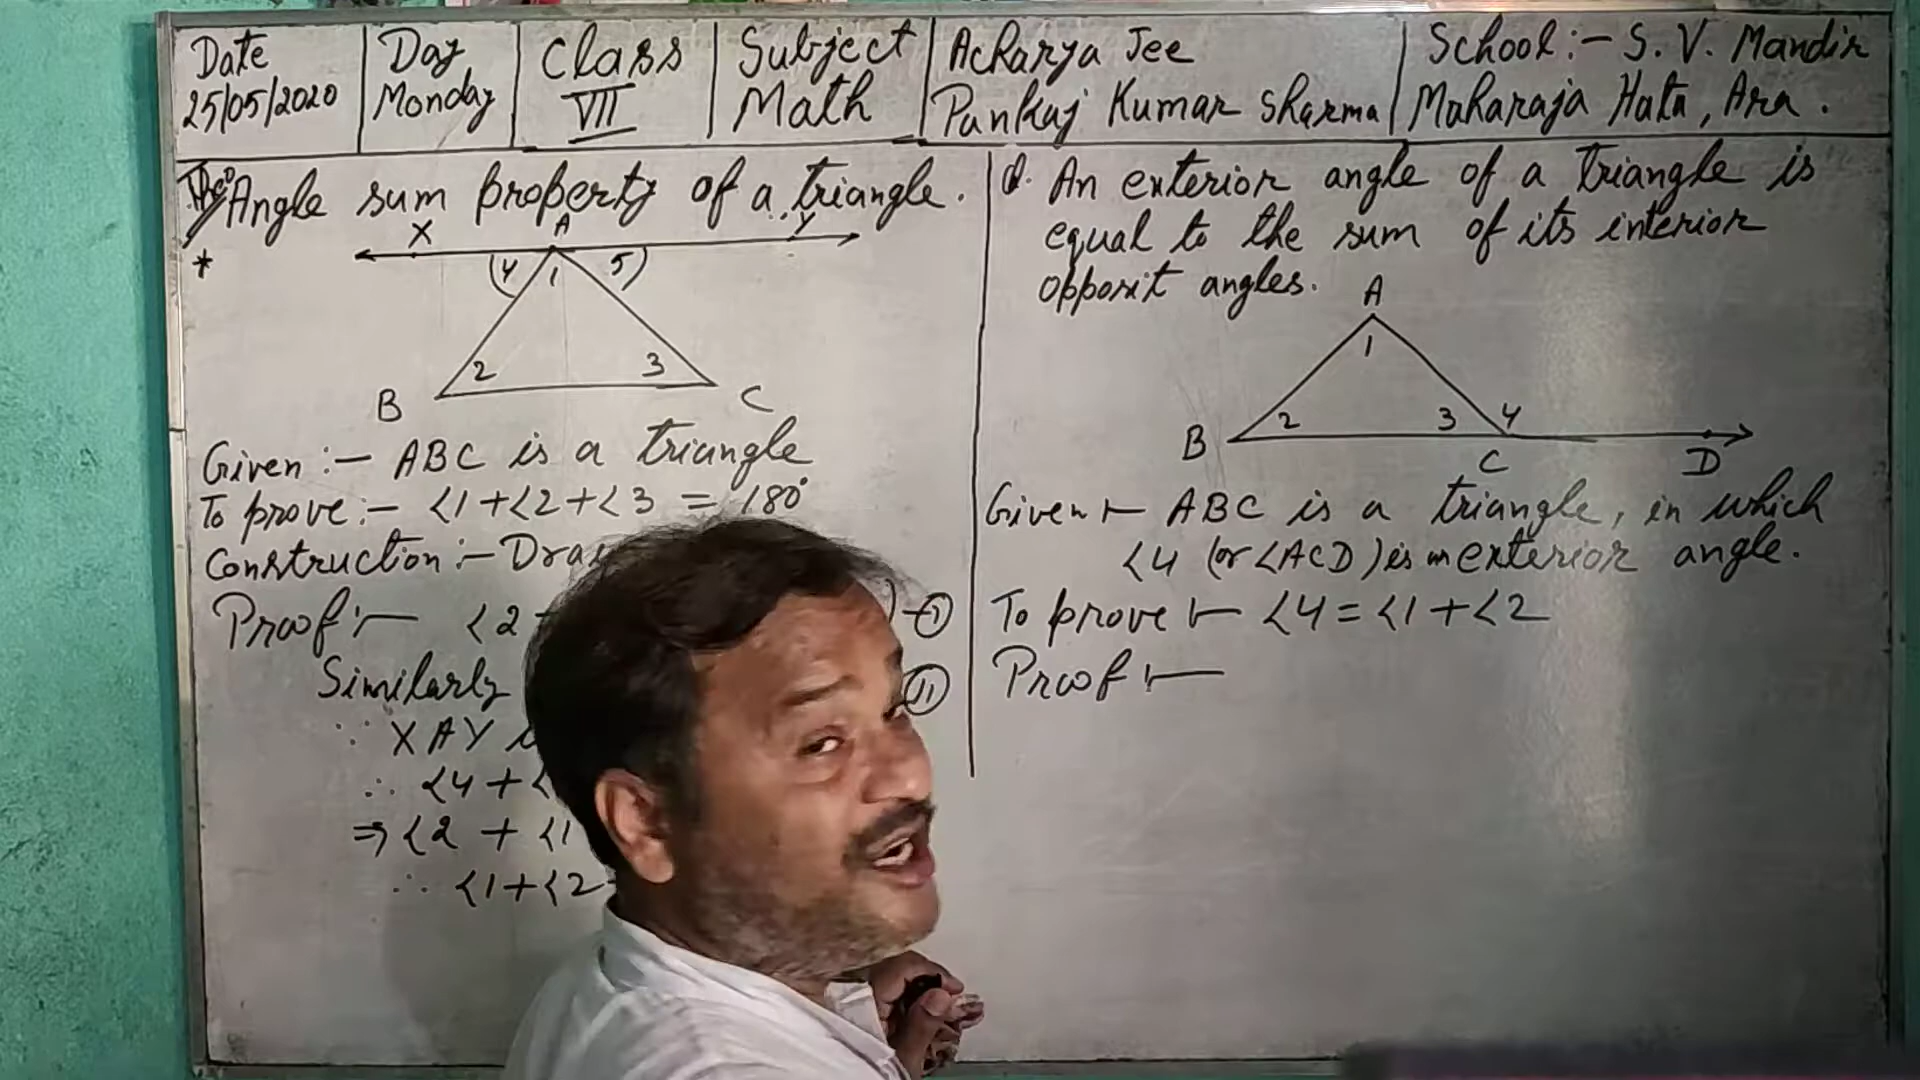 Date
25/05/2020
Day
Monday
Class
VII
Subject
Math
Acharya Jee
Pankaj Kumar Sharma
School:- S. V. Mandir
Maharaja Hata, Ara.
Angle sum property of a triangle.
*
X A Y
4 1 5
2 3
B C
Given :- ABC is a triangle
To prove:- ∠1+∠2+∠3 = 180°
Construction:-
Proof:- ∠2 I
Similarly II
∵ XAY
∴ ∠4 +
⇒ ∠2 + ∠1
∴ ∠1+∠2
Q. An exterior angle of a triangle is
equal to the sum of its interior
opposit angles.
A
1
2 3 4
B C D
Given :- ABC is a triangle, in which
∠4 (or ∠ACD) is an exterior angle.
To prove :- ∠4 = ∠1 + ∠2
Proof :-